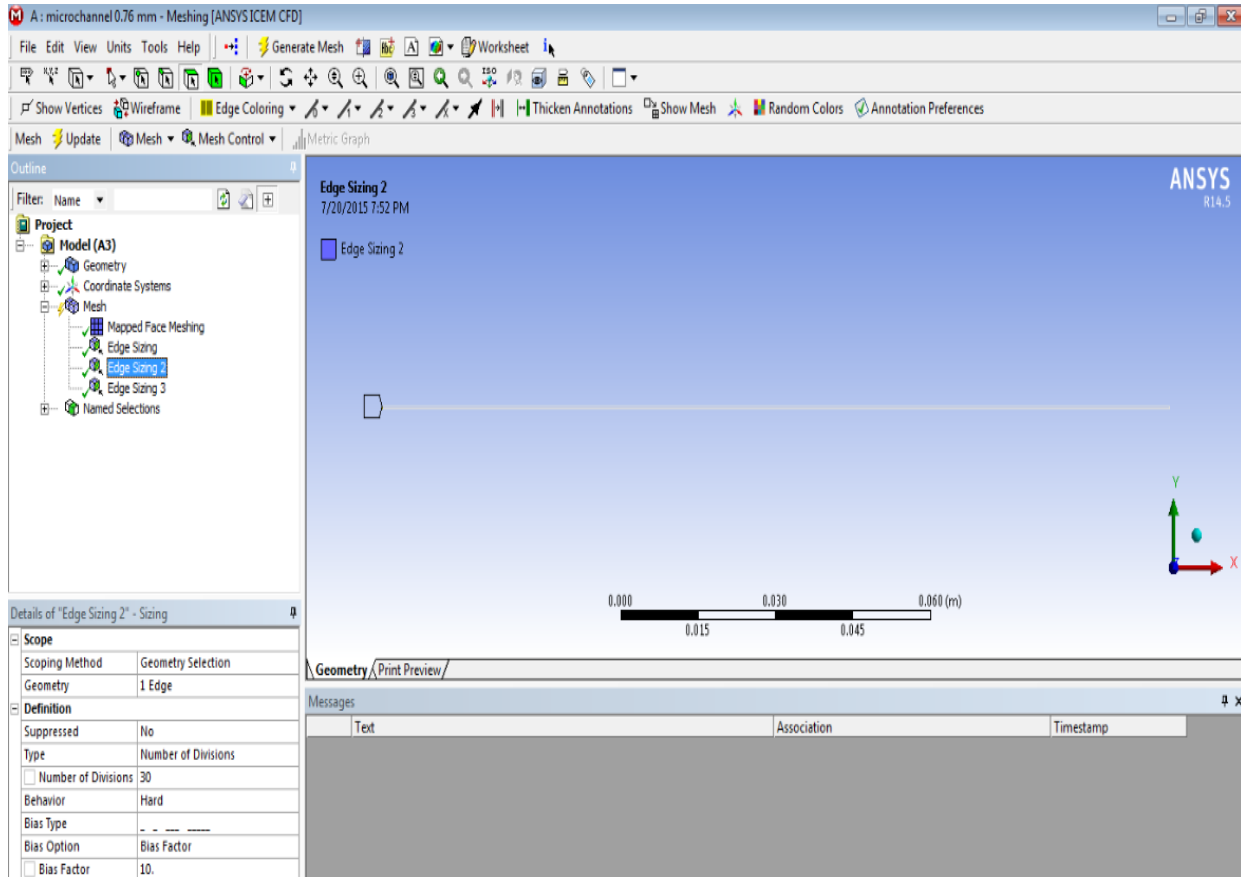 A : microchannel 0.76 mm - Meshing [ANSYS ICEM CFD]
File Edit View Units Tools Help Generate Mesh Worksheet
Show Vertices Wireframe Edge Coloring Thicken Annotations Show Mesh Random Colors Annotation Preferences
Mesh Update Mesh Mesh Control Metric Graph
Outline
Filter: Name
Project
Model (A3)
Geometry
Coordinate Systems
Mesh
Mapped Face Meshing
Edge Sizing
Edge Sizing 2
Edge Sizing 3
Named Selections
Edge Sizing 2
7/20/2015 7:52 PM
Edge Sizing 2
ANSYS
R14.5
Y
X
0.000 0.030 0.060 (m)
0.015 0.045
Geometry Print Preview
Details of "Edge Sizing 2" - Sizing
Scope
Scoping Method Geometry Selection
Geometry 1 Edge
Definition
Suppressed No
Type Number of Divisions
Number of Divisions 30
Behavior Hard
Bias Type _ _ __ ___
Bias Option Bias Factor
Bias Factor 10.
Messages
Text Association Timestamp